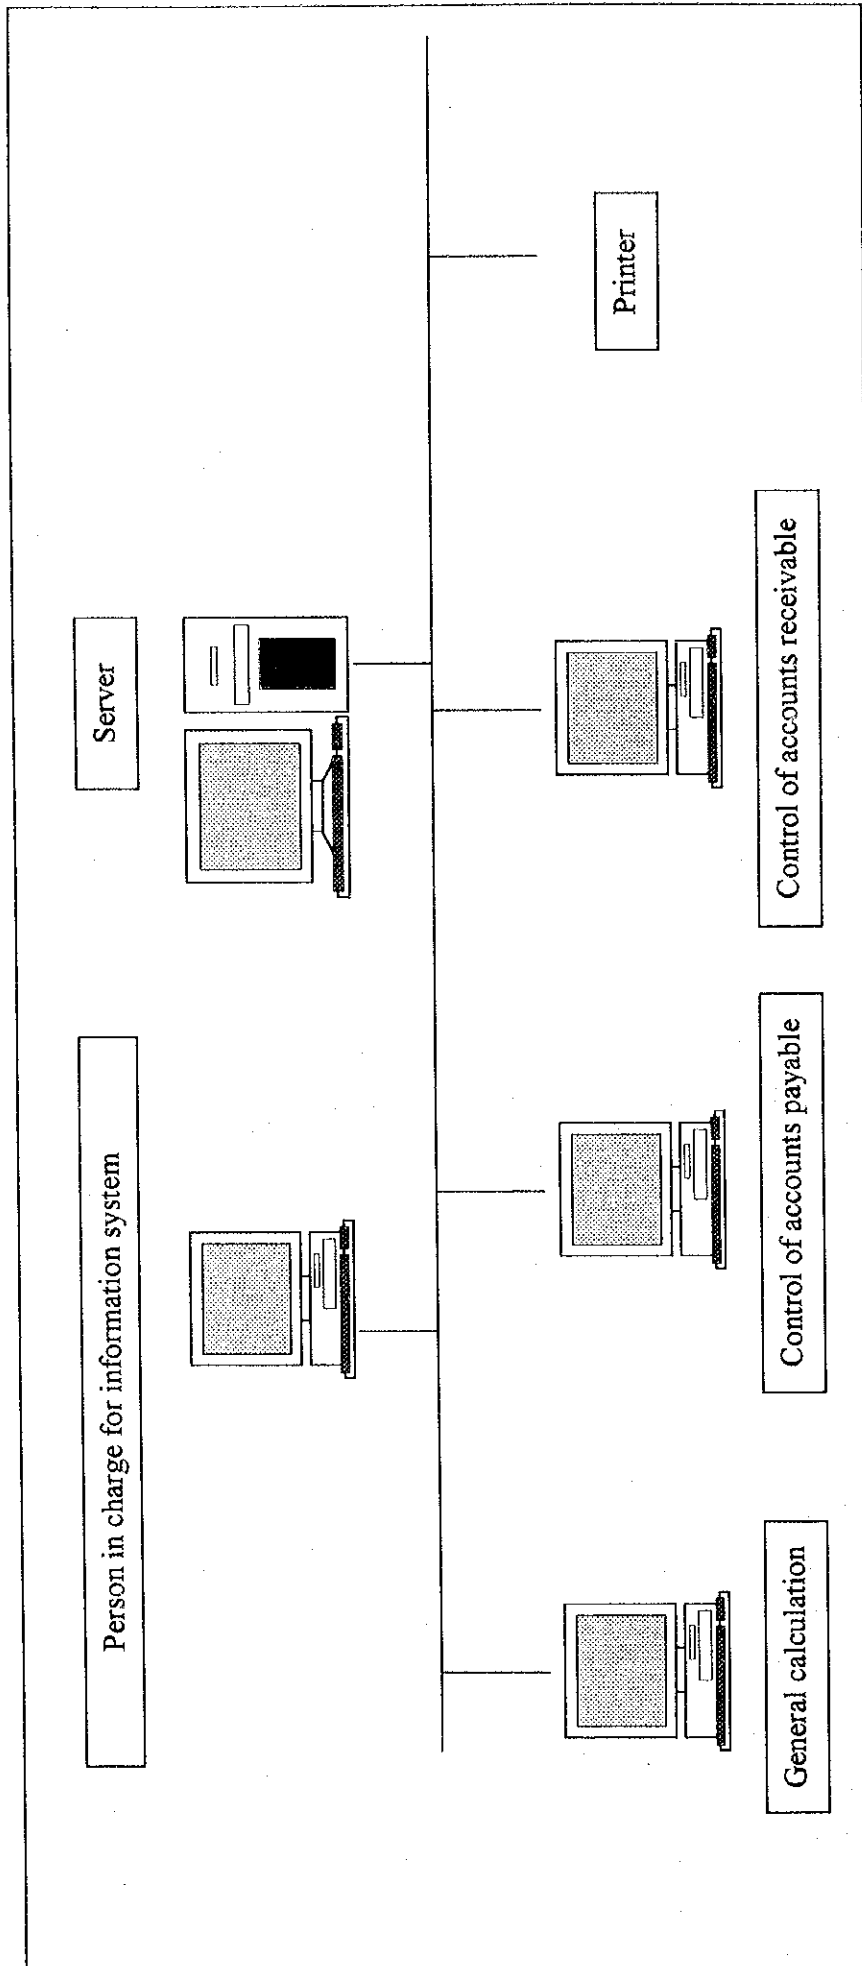 Person in charge for information system
Server
General calculation
Control of accounts payable
Control of accounts receivable
Printer